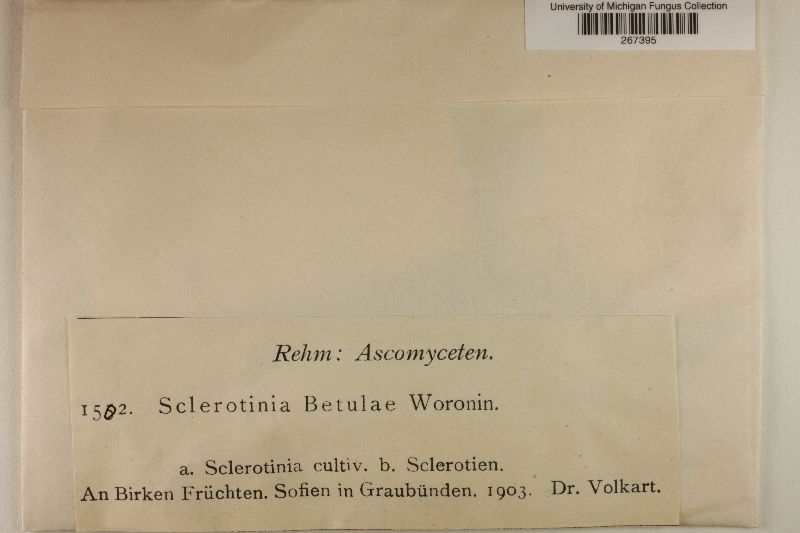 University of Michigan Fungus Collection
267395
Rehm: Ascomyceten.
Sclerotinia Betulae Woronin.
a. Sclerotinia cultiv. b. Sclerotien.
An Birken Früchten. Sofien in Graubünden. 1903. Dr. Volkart.